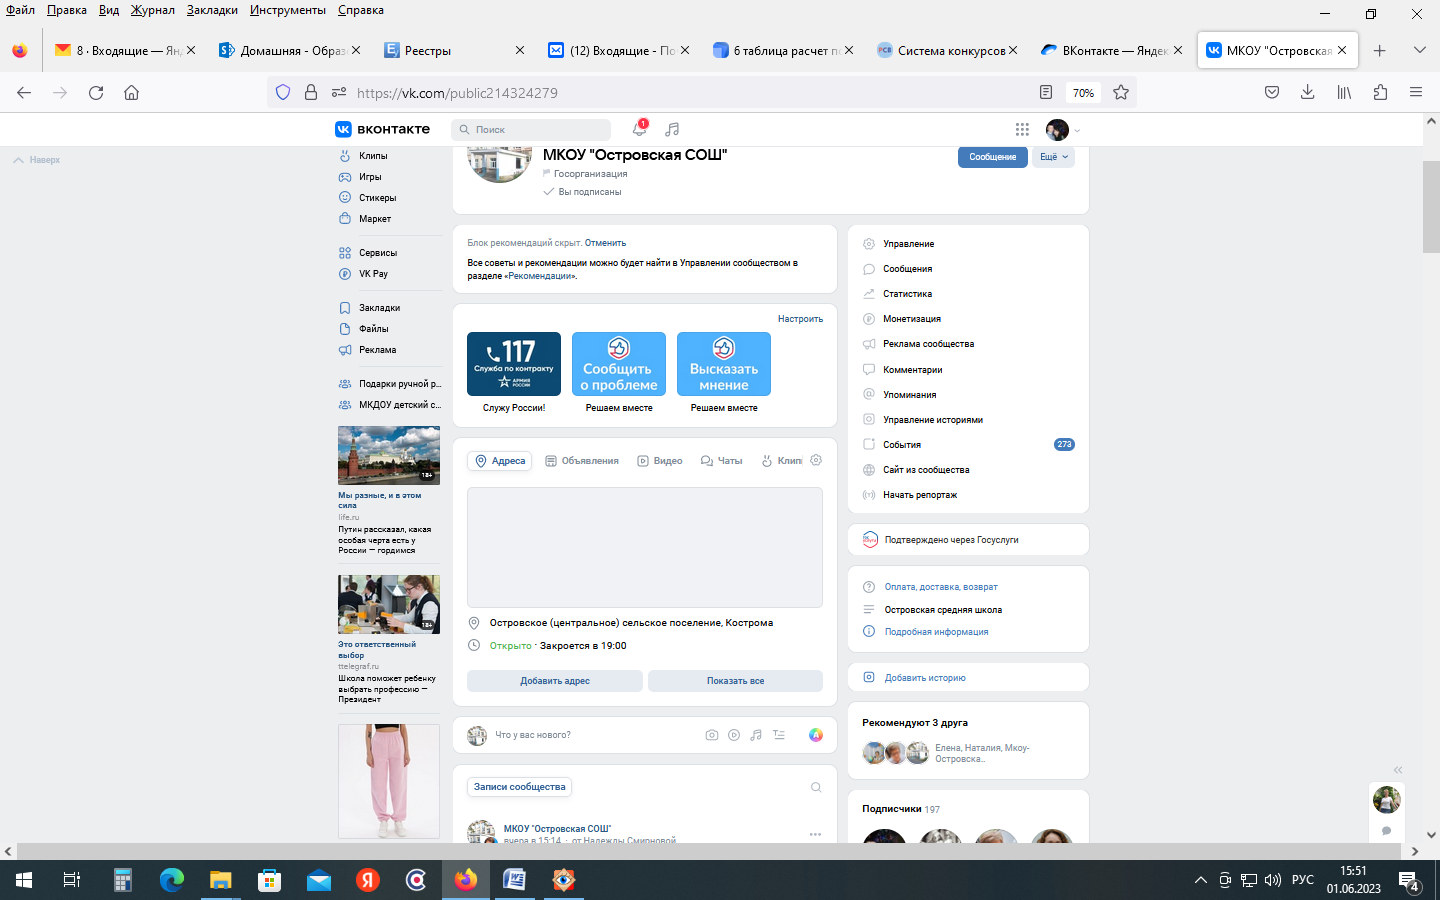 Файл Правка Вид Журнал Закладки Инструменты Справка
8 · Входящие — Ян
Домашняя - Образ
Реестры
(12) Входящие - По
6 таблица расчет по
Система конкурсов
ВКонтакте — Яндек
МКОУ "Островская
https://vk.com/public214324279
70%
вконтакте
Поиск
1
Наверх
Клипы
Игры
Стикеры
Маркет
Сервисы
VK Pay
Закладки
Файлы
Реклама
Подарки ручной р...
МКДОУ детский с...
18+
Мы разные, и в этом
сила
life.ru
Путин рассказал, какая
особая черта есть у
России — гордимся
18+
Это ответственный
выбор
ttelegraf.ru
Школа поможет ребенку
выбрать профессию —
Президент
МКОУ "Островская СОШ"
Госорганизация
Вы подписаны
Сообщение
Ещё
Блок рекомендаций скрыт. Отменить
Все советы и рекомендации можно будет найти в Управлении сообществом в
разделе «Рекомендации».
Настроить
117
Служба по контракту
АРМИЯ
РОССИИ
Сообщить
о проблеме
Высказать
мнение
Служу России!
Решаем вместе
Решаем вместе
Адреса
Объявления
Видео
Чаты
Клип
Островское (центральное) сельское поселение, Кострома
Открыто · Закроется в 19:00
Добавить адрес
Показать все
Что у вас нового?
Записи сообщества
МКОУ "Островская СОШ"
вчера в 15:14 · от Надежды Смирновой
Управление
Сообщения
Статистика
Монетизация
Реклама сообщества
Комментарии
Упоминания
Управление историями
События
273
Сайт из сообщества
Начать репортаж
Подтверждено через Госуслуги
Оплата, доставка, возврат
Островская средняя школа
Подробная информация
Добавить историю
Рекомендуют 3 друга
Елена, Наталия, Мкоу-
Островска..
Подписчики 197
РУС
15:51
01.06.2023
4